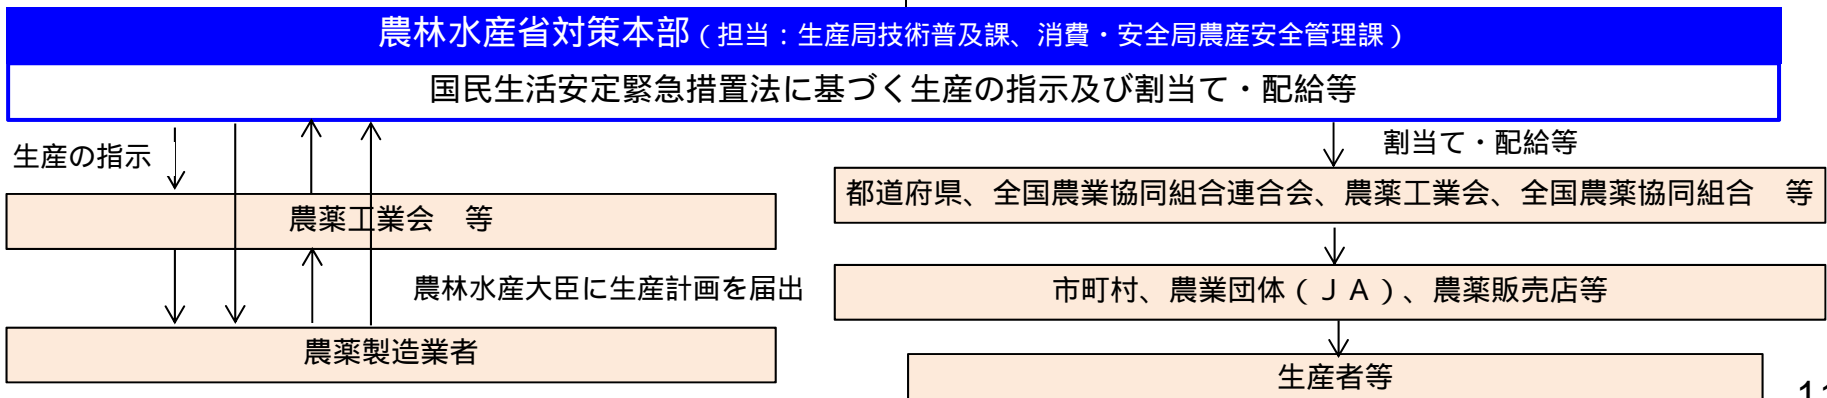 農林水産省対策本部（担当：生産局技術普及課、消費・安全局農産安全管理課）
国民生活安定緊急措置法に基づく生産の指示及び割当て・配給等
生産の指示
割当て・配給等
農薬工業会　等
都道府県、全国農業協同組合連合会、農薬工業会、全国農薬協同組合　等
農林水産大臣に生産計画を届出
市町村、農業団体（ＪＡ）、農薬販売店等
農薬製造業者
生産者等